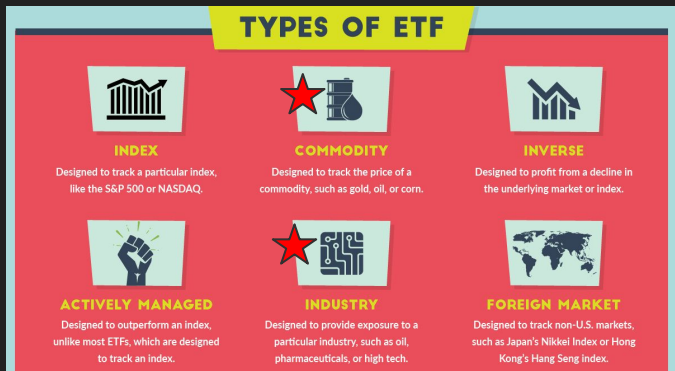 TYPES OF ETF
INDEX
Designed to track a particular index,
like the S&P 500 or NASDAQ.
COMMODITY
Designed to track the price of a
commodity, such as gold, oil, or corn.
INVERSE
Designed to profit from a decline in
the underlying market or index.
ACTIVELY MANAGED
Designed to outperform an index,
unlike most ETFs, which are designed
to track an index.
INDUSTRY
Designed to provide exposure to a
particular industry, such as oil,
pharmaceuticals, or high tech.
FOREIGN MARKET
Designed to track non-U.S. markets,
such as Japan's Nikkei Index or Hong
Kong's Hang Seng index.